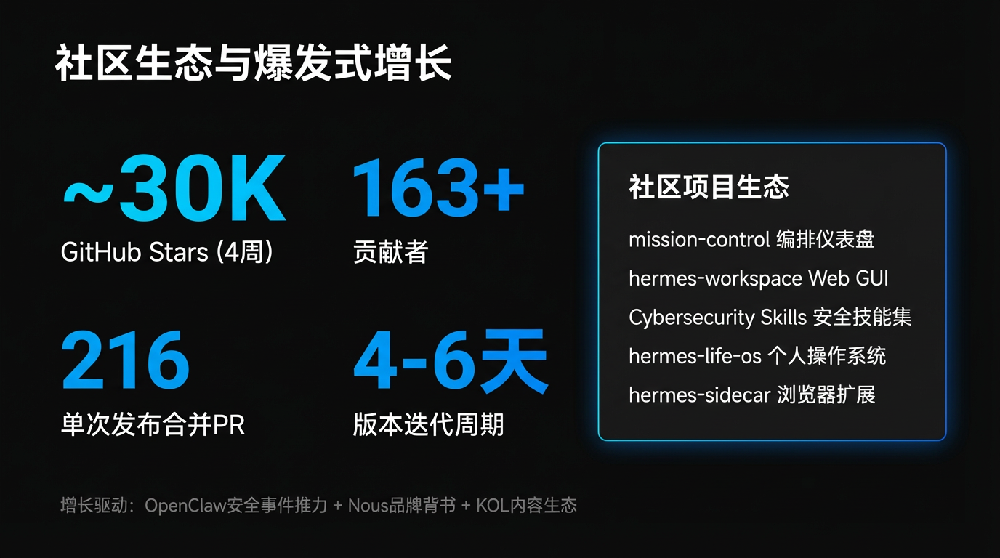 社区生态与爆发式增长
~30K
GitHub Stars (4周)
163+
贡献者
216
单次发布合并PR
4-6天
版本迭代周期
社区项目生态
mission-control 编排仪表盘
hermes-workspace Web GUI
Cybersecurity Skills 安全技能集
hermes-life-os 个人操作系统
hermes-sidecar 浏览器扩展
增长驱动：OpenClaw安全事件推力 + Nous品牌背书 + KOL内容生态